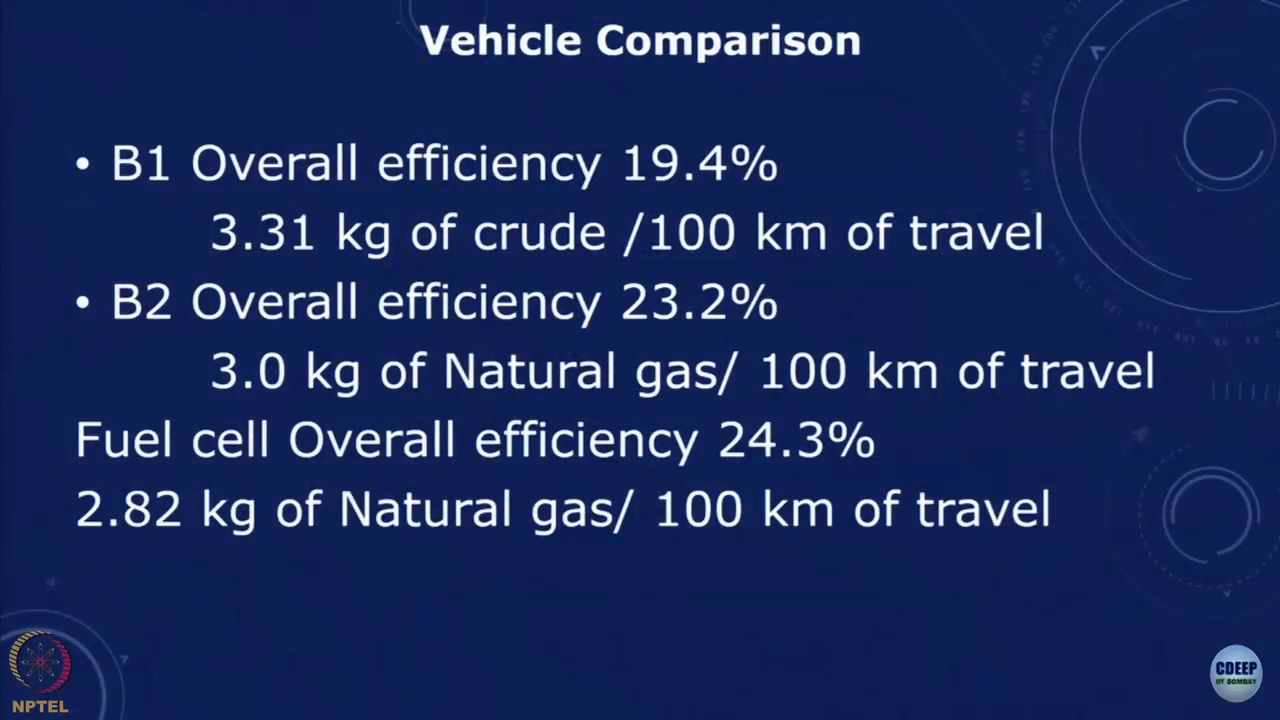 Vehicle Comparison
• B1 Overall efficiency 19.4%
3.31 kg of crude /100 km of travel
• B2 Overall efficiency 23.2%
3.0 kg of Natural gas/ 100 km of travel
Fuel cell Overall efficiency 24.3%
2.82 kg of Natural gas/ 100 km of travel
NPTEL
CDEEP
IIT BOMBAY